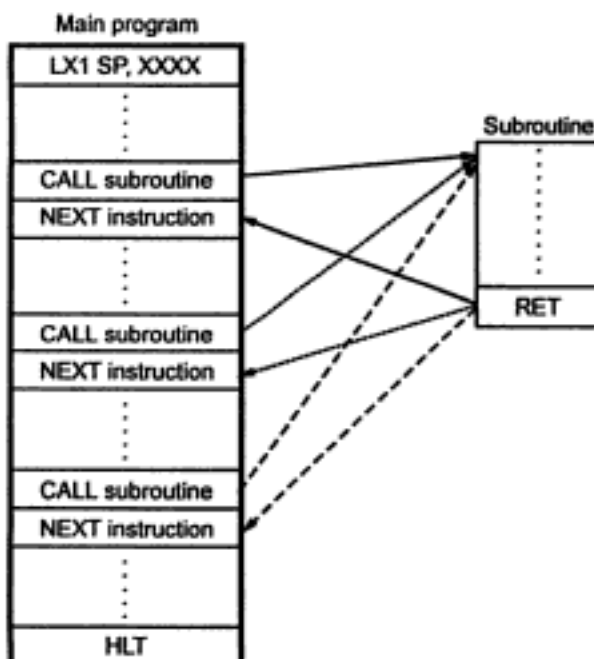 Main program
LX1 SP, XXXX
CALL subroutine
NEXT instruction
CALL subroutine
NEXT instruction
CALL subroutine
NEXT instruction
HLT
Subroutine
RET